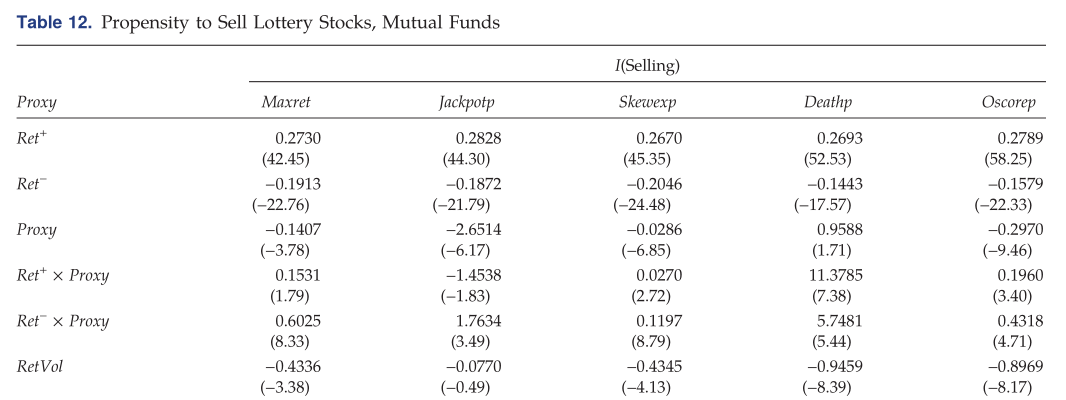 Table 12. Propensity to Sell Lottery Stocks, Mutual Funds
I(Selling)
Proxy Maxret Jackpotp Skewexp Deathp Oscorep
Ret⁺ 0.2730 0.2828 0.2670 0.2693 0.2789
(42.45) (44.30) (45.35) (52.53) (58.25)
Ret⁻ −0.1913 −0.1872 −0.2046 −0.1443 −0.1579
(−22.76) (−21.79) (−24.48) (−17.57) (−22.33)
Proxy −0.1407 −2.6514 −0.0286 0.9588 −0.2970
(−3.78) (−6.17) (−6.85) (1.71) (−9.46)
Ret⁺ × Proxy 0.1531 −1.4538 0.0270 11.3785 0.1960
(1.79) (−1.83) (2.72) (7.38) (3.40)
Ret⁻ × Proxy 0.6025 1.7634 0.1197 5.7481 0.4318
(8.33) (3.49) (8.79) (5.44) (4.71)
RetVol −0.4336 −0.0770 −0.4345 −0.9459 −0.8969
(−3.38) (−0.49) (−4.13) (−8.39) (−8.17)